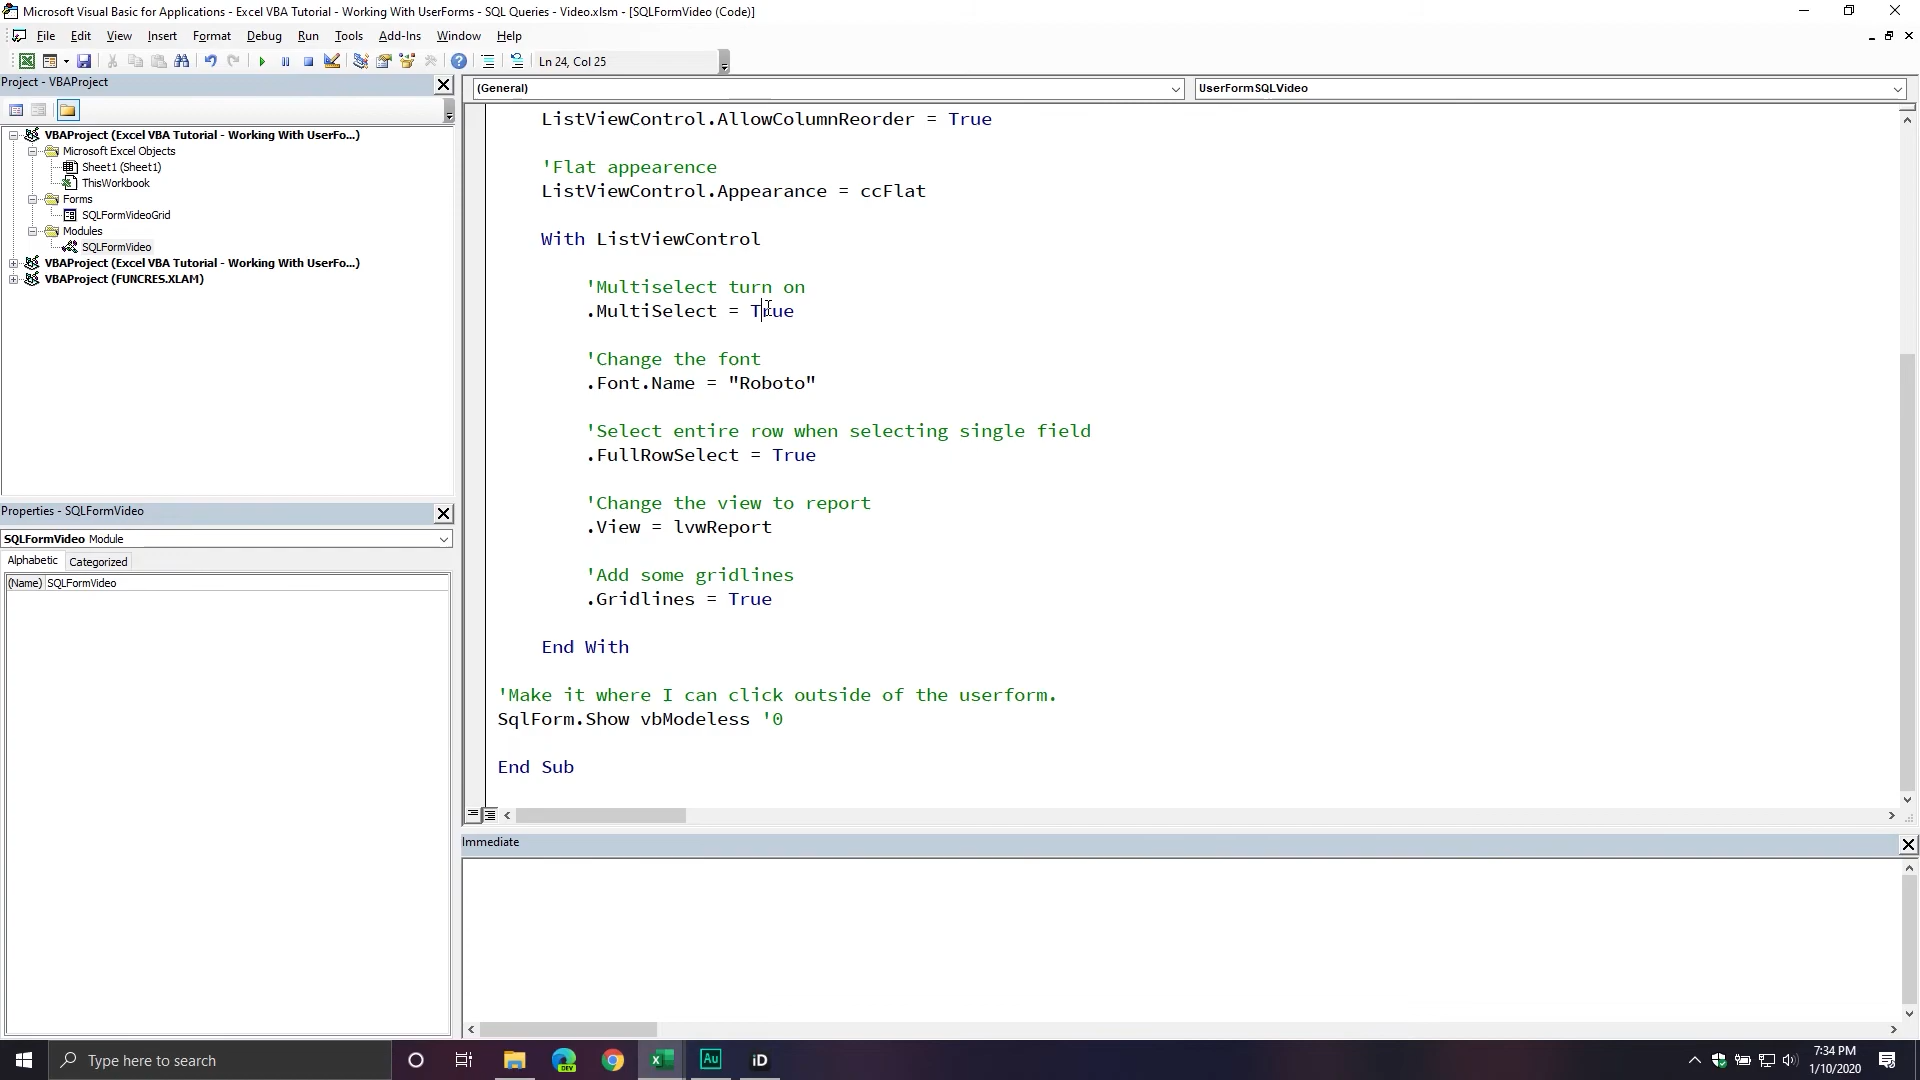 Microsoft Visual Basic for Applications - Excel VBA Tutorial - Working With UserForms - SQL Queries - Video.xlsm - [SQLFormVideo (Code)]
File Edit View Insert Format Debug Run Tools Add-Ins Window Help
Ln 24, Col 25
Project - VBAProject
(General)
UserFormSQLVideo
VBAProject (Excel VBA Tutorial - Working With UserFo...)
Microsoft Excel Objects
Sheet1 (Sheet1)
ThisWorkbook
Forms
SQLFormVideoGrid
Modules
SQLFormVideo
VBAProject (Excel VBA Tutorial - Working With UserFo...)
VBAProject (FUNCRES.XLAM)
Properties - SQLFormVideo
SQLFormVideo Module
Alphabetic Categorized
(Name) SQLFormVideo
ListViewControl.AllowColumnReorder = True
'Flat appearence
ListViewControl.Appearance = ccFlat
With ListViewControl
'Multiselect turn on
.MultiSelect = True
'Change the font
.Font.Name = "Roboto"
'Select entire row when selecting single field
.FullRowSelect = True
'Change the view to report
.View = lvwReport
'Add some gridlines
.Gridlines = True
End With
'Make it where I can click outside of the userform.
SqlForm.Show vbModeless '0
End Sub
Immediate
Type here to search
DEV
Au
iD
7:34 PM
1/10/2020